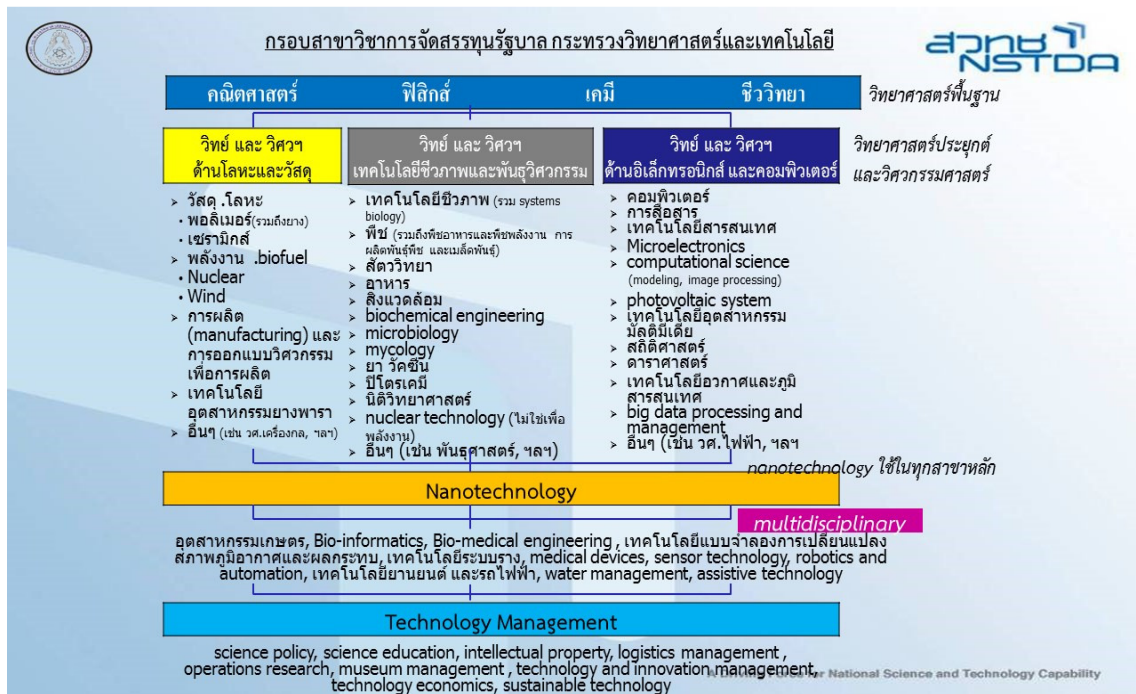 กรอบสาขาวิชาการจัดสรรทุนรัฐบาล กระทรวงวิทยาศาสตร์และเทคโนโลยี
สวทช
NSTDA
คณิตศาสตร์ ฟิสิกส์ เคมี ชีววิทยา
วิทยาศาสตร์พื้นฐาน
วิทย์ และ วิศวฯ
ด้านโลหะและวัสดุ
วิทย์ และ วิศวฯ
เทคโนโลยีชีวภาพและพันธุวิศวกรรม
วิทย์ และ วิศวฯ
ด้านอิเล็กทรอนิกส์ และคอมพิวเตอร์
วิทยาศาสตร์ประยุกต์
และวิศวกรรมศาสตร์
➢ วัสดุ .โลหะ
• พอลิเมอร์(รวมถึงยาง)
• เซรามิกส์
➢ พลังงาน .biofuel
• Nuclear
• Wind
➢ การผลิต
(manufacturing) และ
การออกแบบวิศวกรรม
เพื่อการผลิต
➢ เทคโนโลยี
อุตสาหกรรมยางพารา
➢ อื่นๆ (เช่น วศ.เครื่องกล, ฯลฯ)
➢ เทคโนโลยีชีวภาพ (รวม systems
biology)
➢ พืช (รวมถึงพืชอาหารและพืชพลังงาน การ
ผลิตพันธุ์พืช และเมล็ดพันธุ์)
➢ สัตววิทยา
➢ อาหาร
➢ สิ่งแวดล้อม
➢ biochemical engineering
➢ microbiology
➢ mycology
➢ ยา วัคซีน
➢ ปิโตรเคมี
➢ นิติวิทยาศาสตร์
➢ nuclear technology (ไม่ใช่เพื่อ
พลังงาน)
➢ อื่นๆ (เช่น พันธุศาสตร์, ฯลฯ)
➢ คอมพิวเตอร์
➢ การสื่อสาร
➢ เทคโนโลยีสารสนเทศ
➢ Microelectronics
➢ computational science
(modeling, image processing)
➢ photovoltaic system
➢ เทคโนโลยีอุตสาหกรรม
มัลติมีเดีย
➢ สถิติศาสตร์
➢ ดาราศาสตร์
➢ เทคโนโลยีอวกาศและภูมิ
สารสนเทศ
➢ big data processing and
management
➢ อื่นๆ (เช่น วศ.ไฟฟ้า, ฯลฯ
nanotechnology ใช้ในทุกสาขาหลัก
Nanotechnology
multidisciplinary
อุตสาหกรรมเกษตร, Bio-informatics, Bio-medical engineering , เทคโนโลยีแบบจำลองการเปลี่ยนแปลง
สภาพภูมิอากาศและผลกระทบ, เทคโนโลยีระบบราง, medical devices, sensor technology, robotics and
automation, เทคโนโลยียานยนต์ และรถไฟฟ้า, water management, assistive technology
Technology Management
science policy, science education, intellectual property, logistics management ,
operations research, museum management , technology and innovation management,
technology economics, sustainable technology
A Driving Force for National Science and Technology Capability